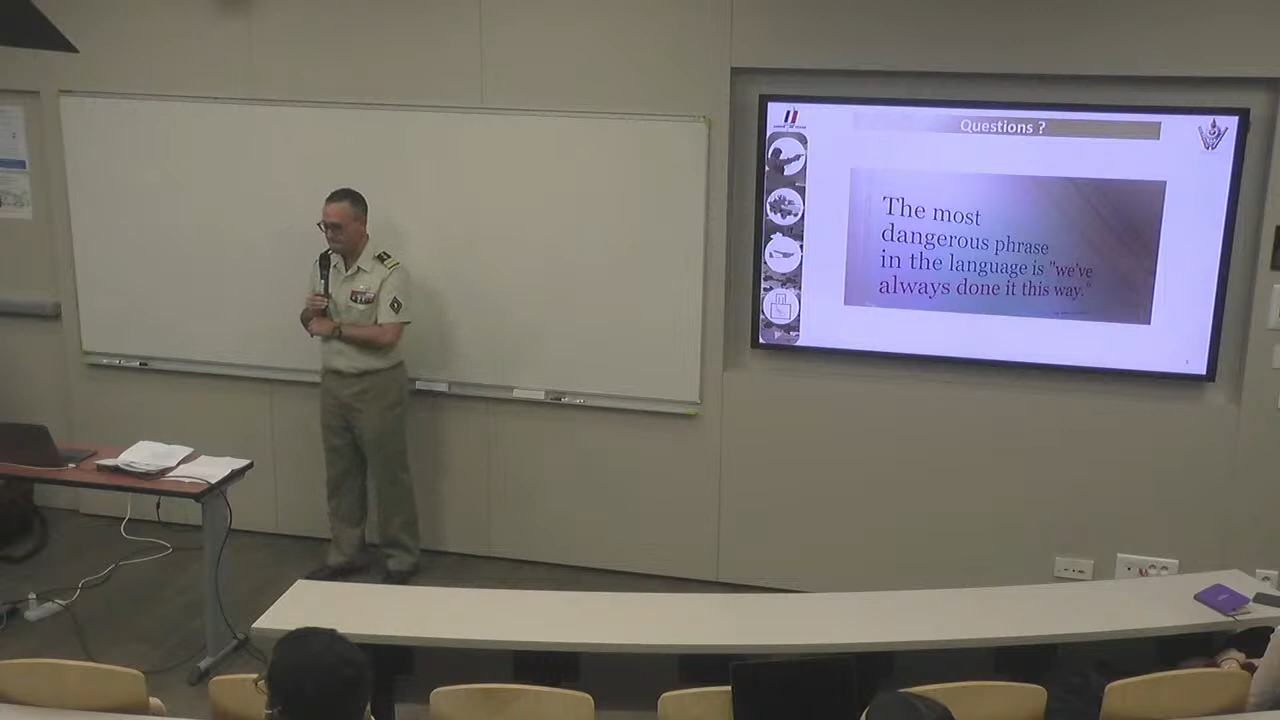 Questions ?
The most
dangerous phrase
in the language is "we've
always done it this way."